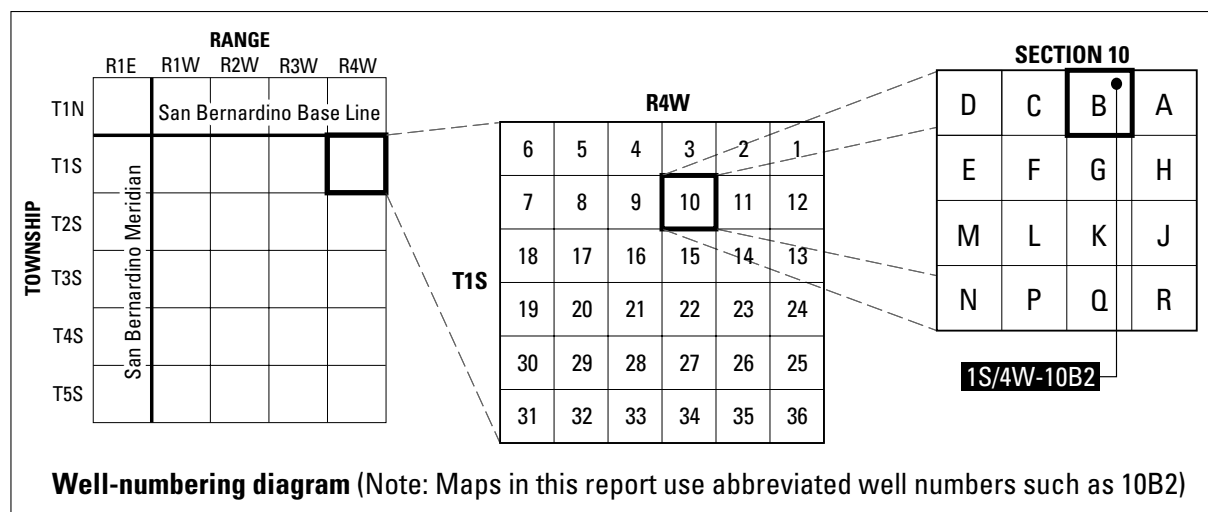 RANGE
R1E R1W R2W R3W R4W
T1N
San Bernardino Base Line
T1S
T2S
T3S
T4S
T5S
TOWNSHIP
San Bernardino Meridian
R4W
T1S
6 5 4 3 2 1
7 8 9 10 11 12
18 17 16 15 14 13
19 20 21 22 23 24
30 29 28 27 26 25
31 32 33 34 35 36
SECTION 10
D C B A
E F G H
M L K J
N P Q R
1S/4W-10B2
Well-numbering diagram (Note: Maps in this report use abbreviated well numbers such as 10B2)